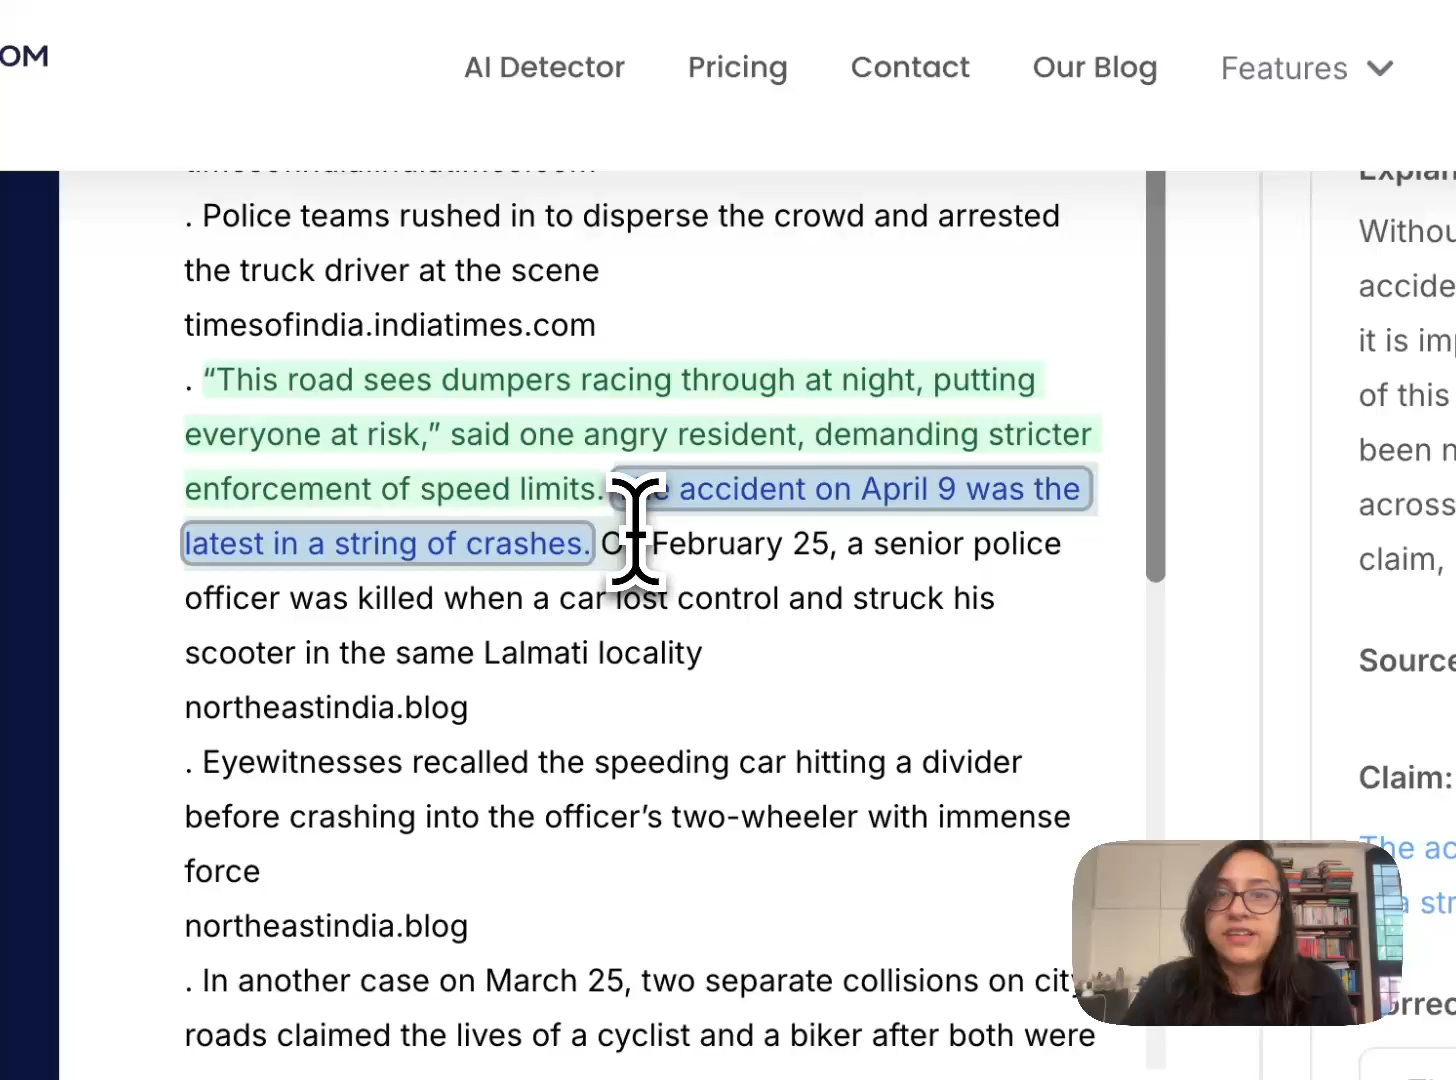 OM
AI Detector Pricing Contact Our Blog Features
. Police teams rushed in to disperse the crowd and arrested
the truck driver at the scene
timesofindia.indiatimes.com
. “This road sees dumpers racing through at night, putting
everyone at risk,” said one angry resident, demanding stricter
enforcement of speed limits. accident on April 9 was the
latest in a string of crashes. February 25, a senior police
officer was killed when a car lost control and struck his
scooter in the same Lalmati locality
northeastindia.blog
. Eyewitnesses recalled the speeding car hitting a divider
before crashing into the officer’s two-wheeler with immense
force
northeastindia.blog
. In another case on March 25, two separate collisions on city
roads claimed the lives of a cyclist and a biker after both were
Explan
Withou
accide
it is im
of this
been n
across
claim,
Source
Claim:
The ac
a str
orrec